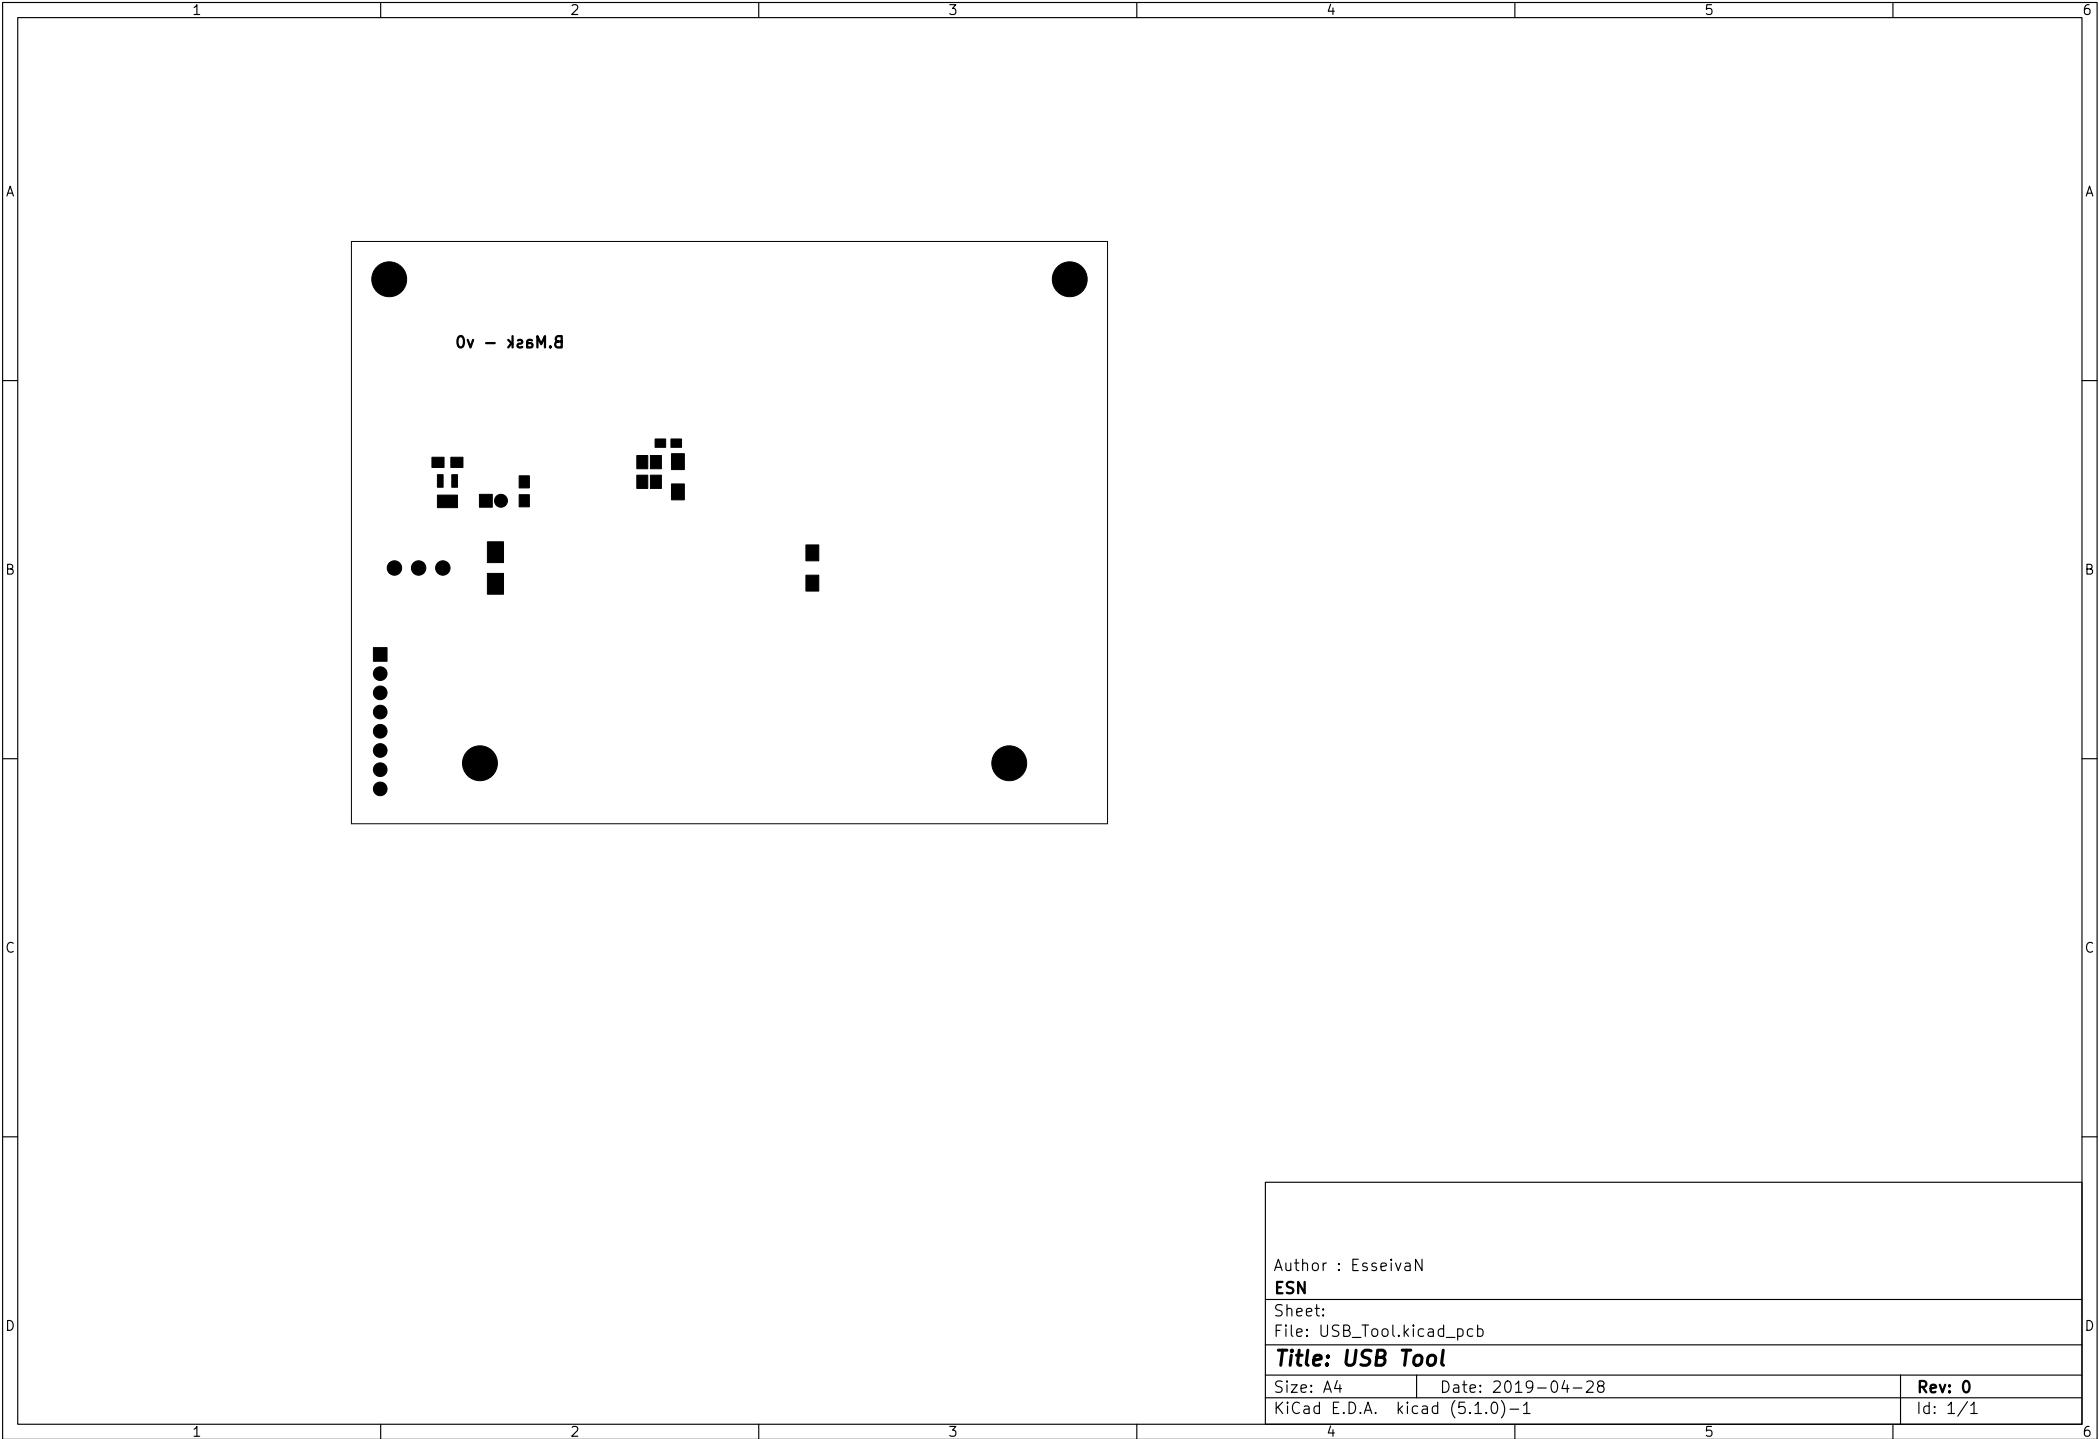 1 2 3 4 5 6
A A
B.Mask - v0
B B
C C
Author : EsseivaN
ESN
Sheet:
D D
File: USB_Tool.kicad_pcb
Title: USB Tool
Size: A4 Date: 2019-04-28 Rev: 0
KiCad E.D.A. kicad (5.1.0)-1 Id: 1/1
1 2 3 4 5 6